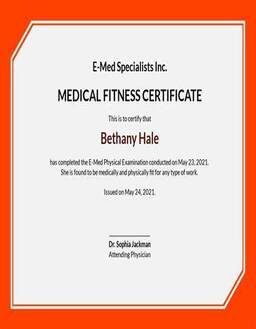 E-Med Specialists Inc.
MEDICAL FITNESS CERTIFICATE
This is to certify that
Bethany Hale
has completed the E-Med Physical Examination conducted on May 23, 2021.
She is found to be medically and physically fit for any type of work.
Issued on May 24, 2021.
Dr. Sophia Jackman
Attending Physician